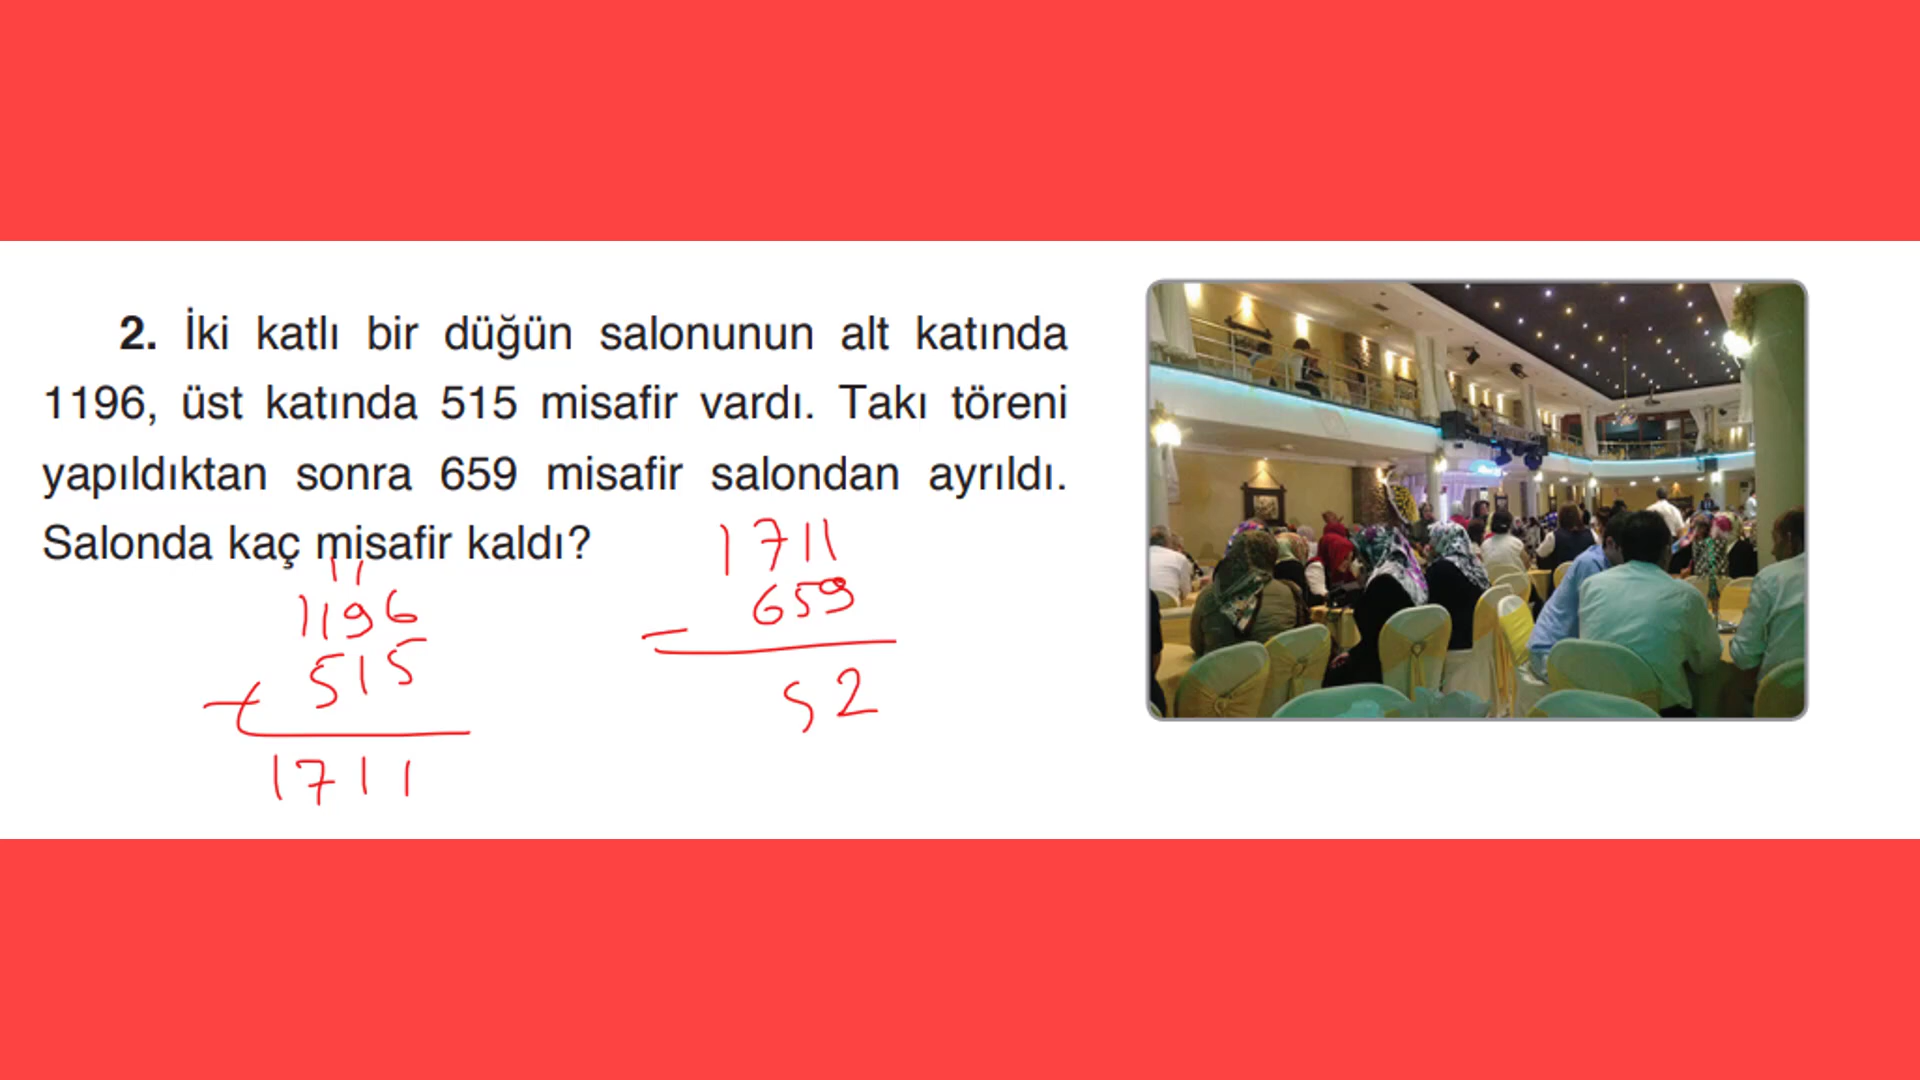 2. İki katlı bir düğün salonunun alt katında
1196, üst katında 515 misafir vardı. Takı töreni
yapıldıktan sonra 659 misafir salondan ayrıldı.
Salonda kaç misafir kaldı?
11
1196
+ 515
1711
1711
- 659
52